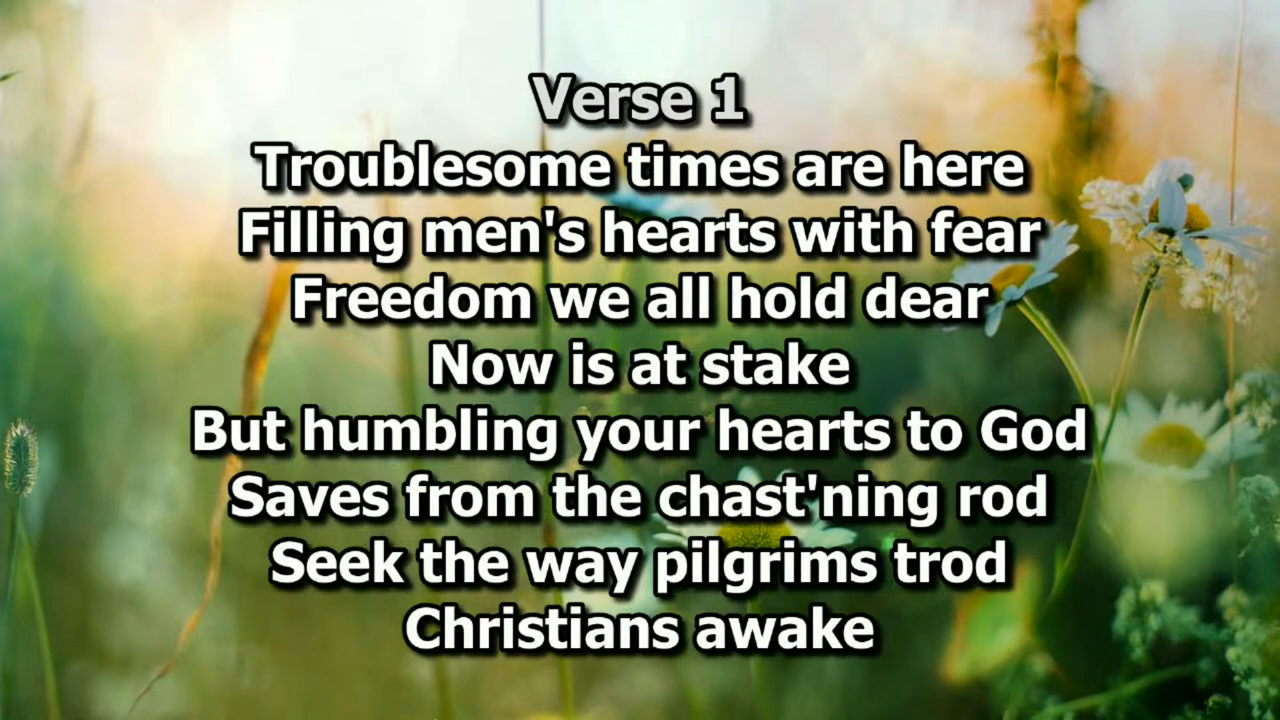 Verse 1
Troublesome times are here
Filling men's hearts with fear
Freedom we all hold dear
Now is at stake
But humbling your hearts to God
Saves from the chast'ning rod
Seek the way pilgrims trod
Christians awake